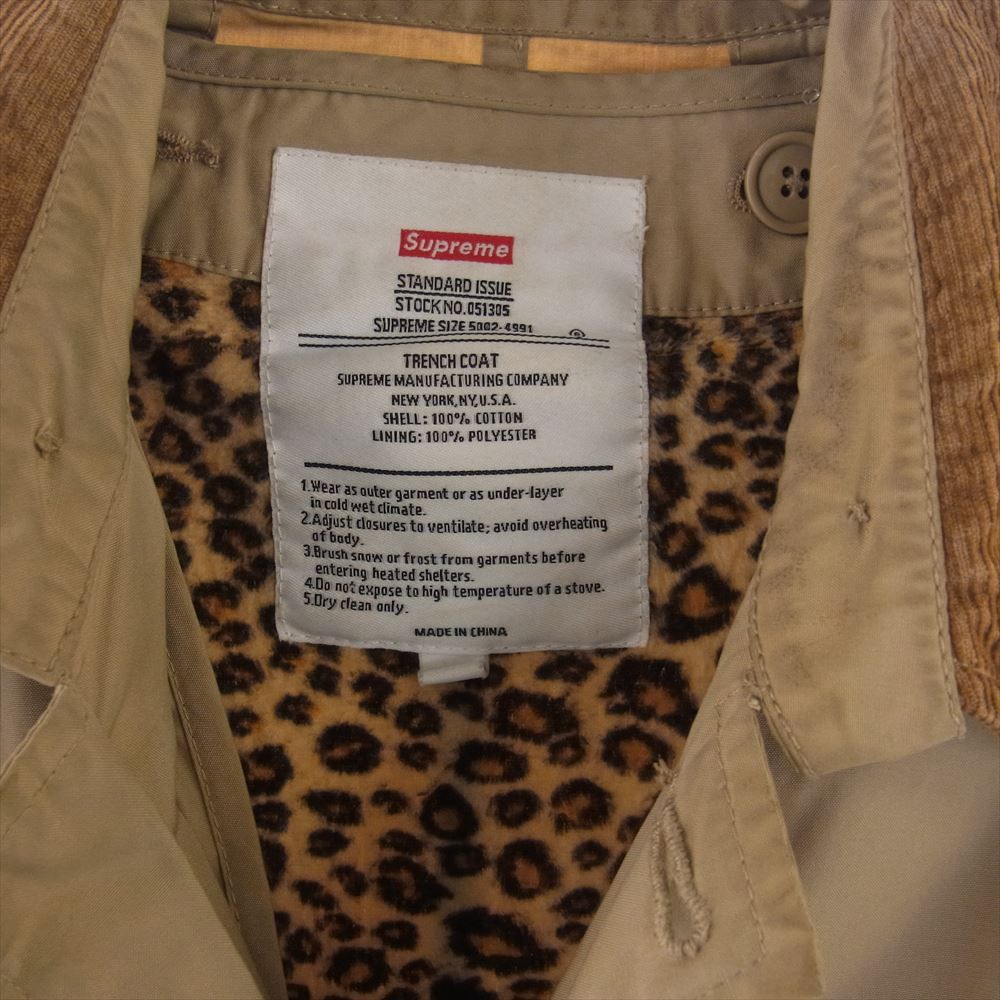 Supreme
STANDARD ISSUE
STOCK NO.051305
SUPREME SIZE 5002-4991
TRENCH COAT
SUPREME MANUFACTURING COMPANY
NEW YORK,NY,U.S.A.
SHELL: 100% COTTON
LINING: 100% POLYESTER
1.Wear as outer garment or as under-layer
in cold wet climate.
2.Adjust closures to ventilate; avoid overheating
of body.
3.Brush snow or frost from garments before
entering heated shelters.
4.Do not expose to high temperature of a stove.
5.Dry clean only.
MADE IN CHINA